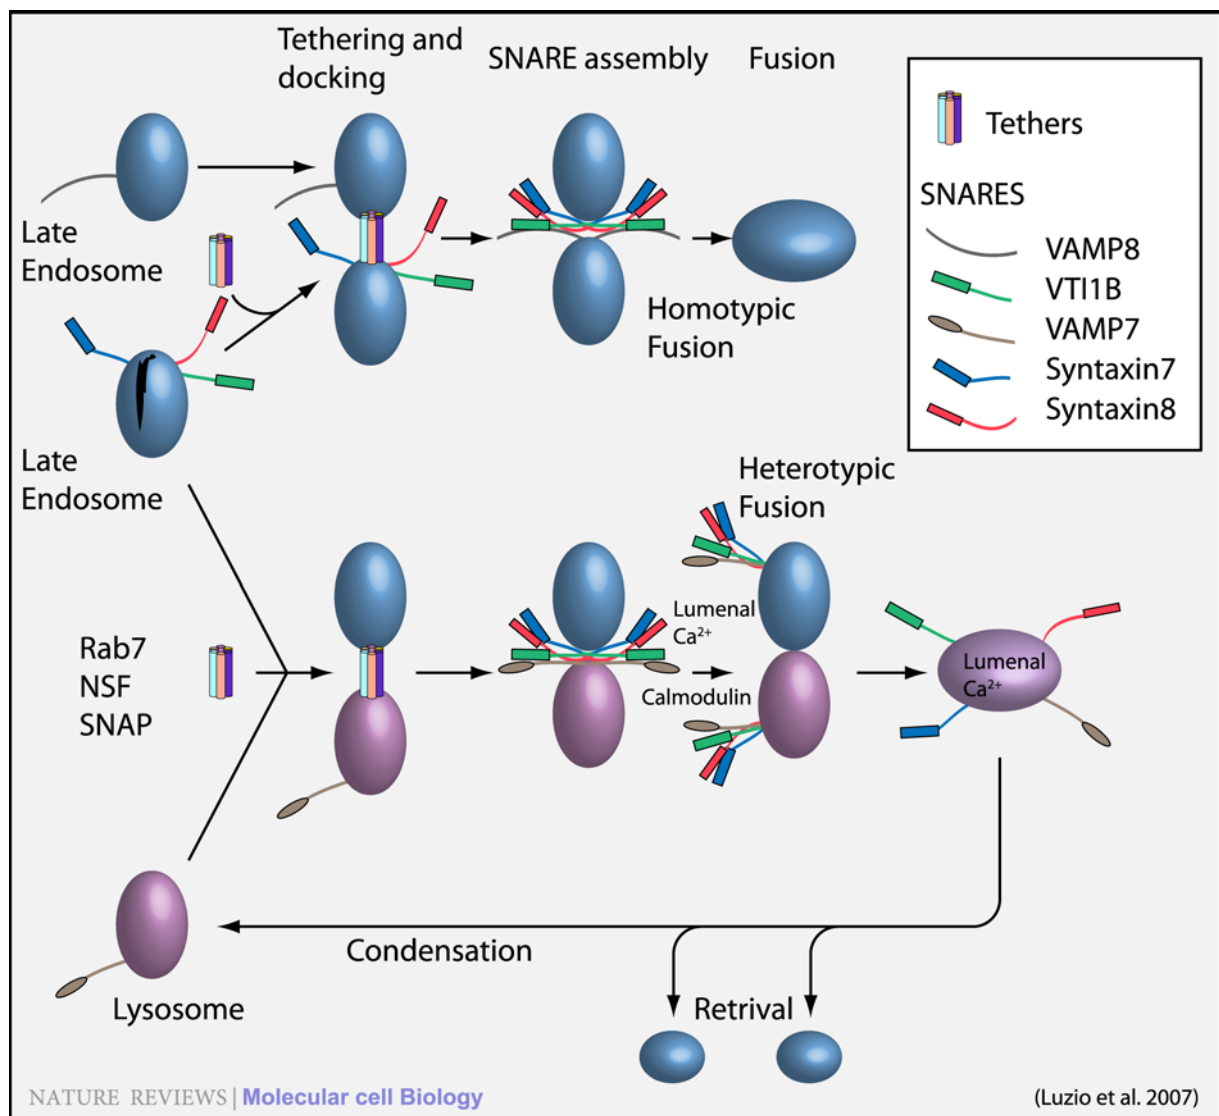 Tethering and
docking
SNARE assembly
Fusion
Late
Endosome
Homotypic
Fusion
Tethers
SNARES
VAMP8
VTI1B
VAMP7
Syntaxin7
Syntaxin8
Late
Endosome
Rab7
NSF
SNAP
Lumenal
Ca²⁺
Calmodulin
Heterotypic
Fusion
Lumenal
Ca²⁺
Condensation
Lysosome
Retrival
NATURE REVIEWS | Molecular cell Biology
(Luzio et al. 2007)